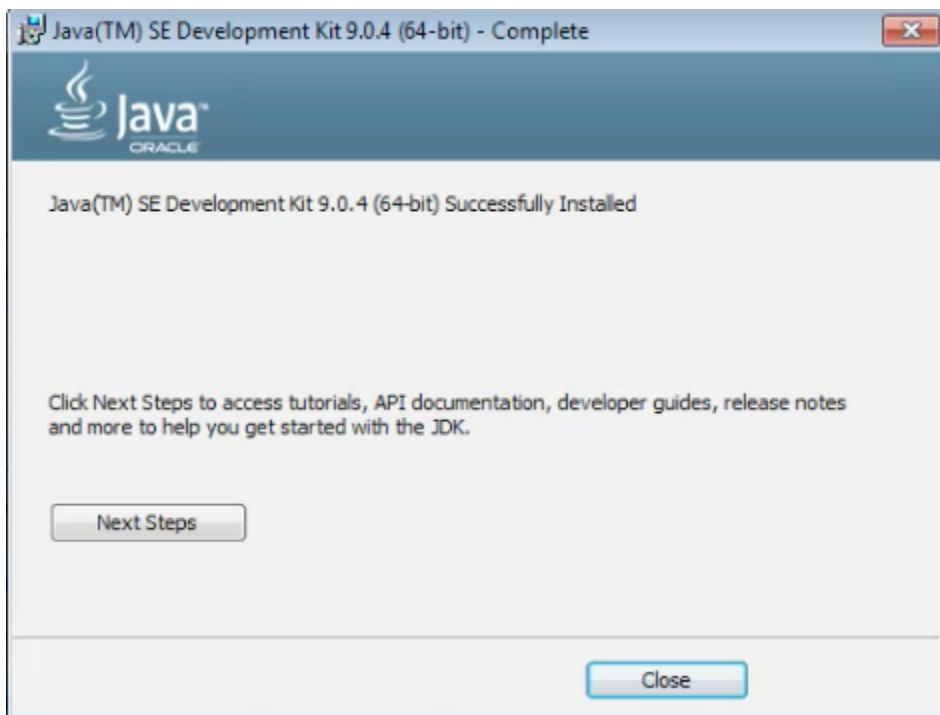 Java(TM) SE Development Kit 9.0.4 (64-bit) - Complete
Java™
ORACLE
Java(TM) SE Development Kit 9.0.4 (64-bit) Successfully Installed
Click Next Steps to access tutorials, API documentation, developer guides, release notes
and more to help you get started with the JDK.
Next Steps
Close